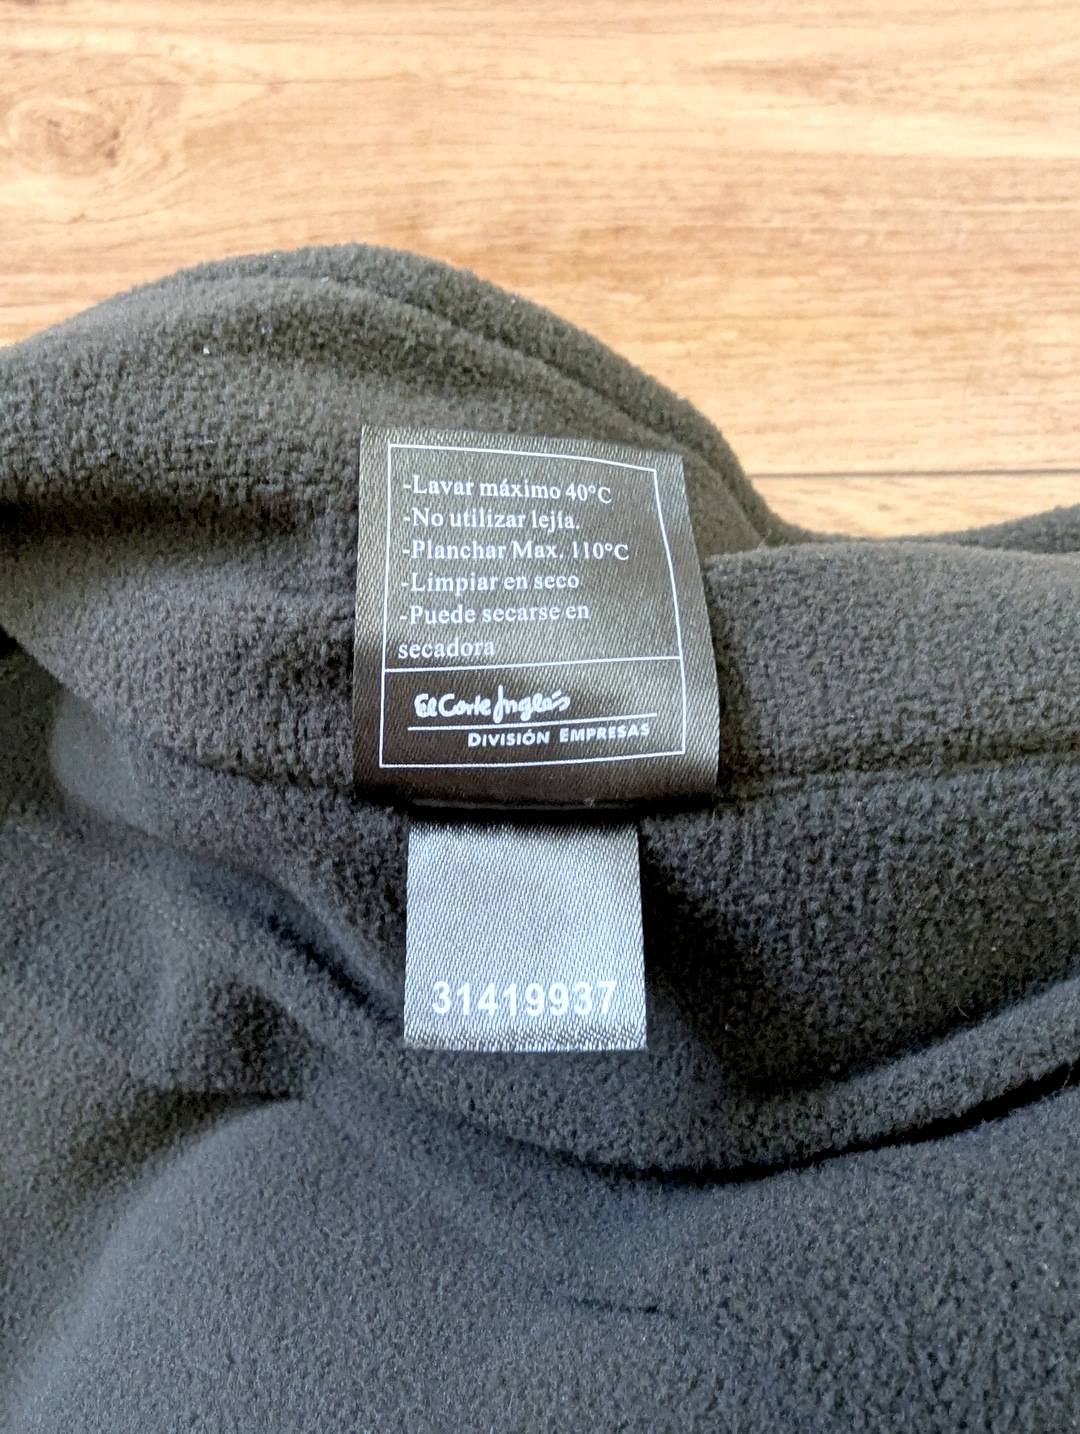 -Lavar máximo 40°C
-No utilizar lejía.
-Planchar Max. 110°C
-Limpiar en seco
-Puede secarse en
secadora
El Corte Inglés
DIVISIÓN EMPRESAS
31419937